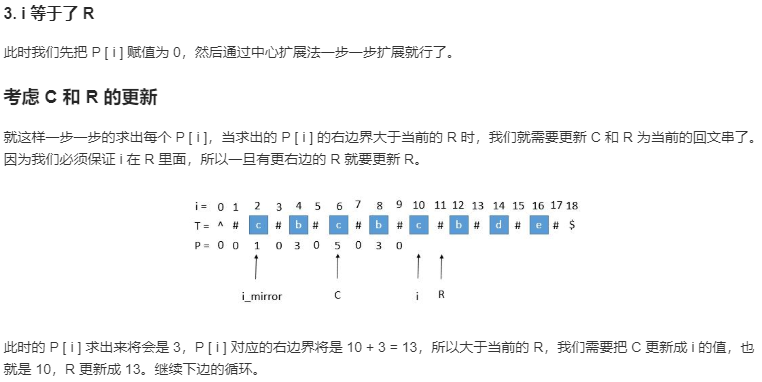 3. i 等于了 R
此时我们先把 P [ i ] 赋值为 0，然后通过中心扩展法一步一步扩展就行了。
考虑 C 和 R 的更新
就这样一步一步的求出每个 P [ i ]，当求出的 P [ i ] 的右边界大于当前的 R 时，我们就需要更新 C 和 R 为当前的回文串了。
因为我们必须保证 i 在 R 里面，所以一旦有更右边的 R 就要更新 R。
i = 0 1 2 3 4 5 6 7 8 9 10 11 12 13 14 15 16 17 18
T = ^ # c # b # c # b # c # b # d # e # $
P = 0 0 1 0 3 0 5 0 3 0
i_mirror C i R
此时的 P [ i ] 求出来将会是 3，P [ i ] 对应的右边界将是 10 + 3 = 13，所以大于当前的 R，我们需要把 C 更新成 i 的值，也
就是 10，R 更新成 13。继续下边的循环。